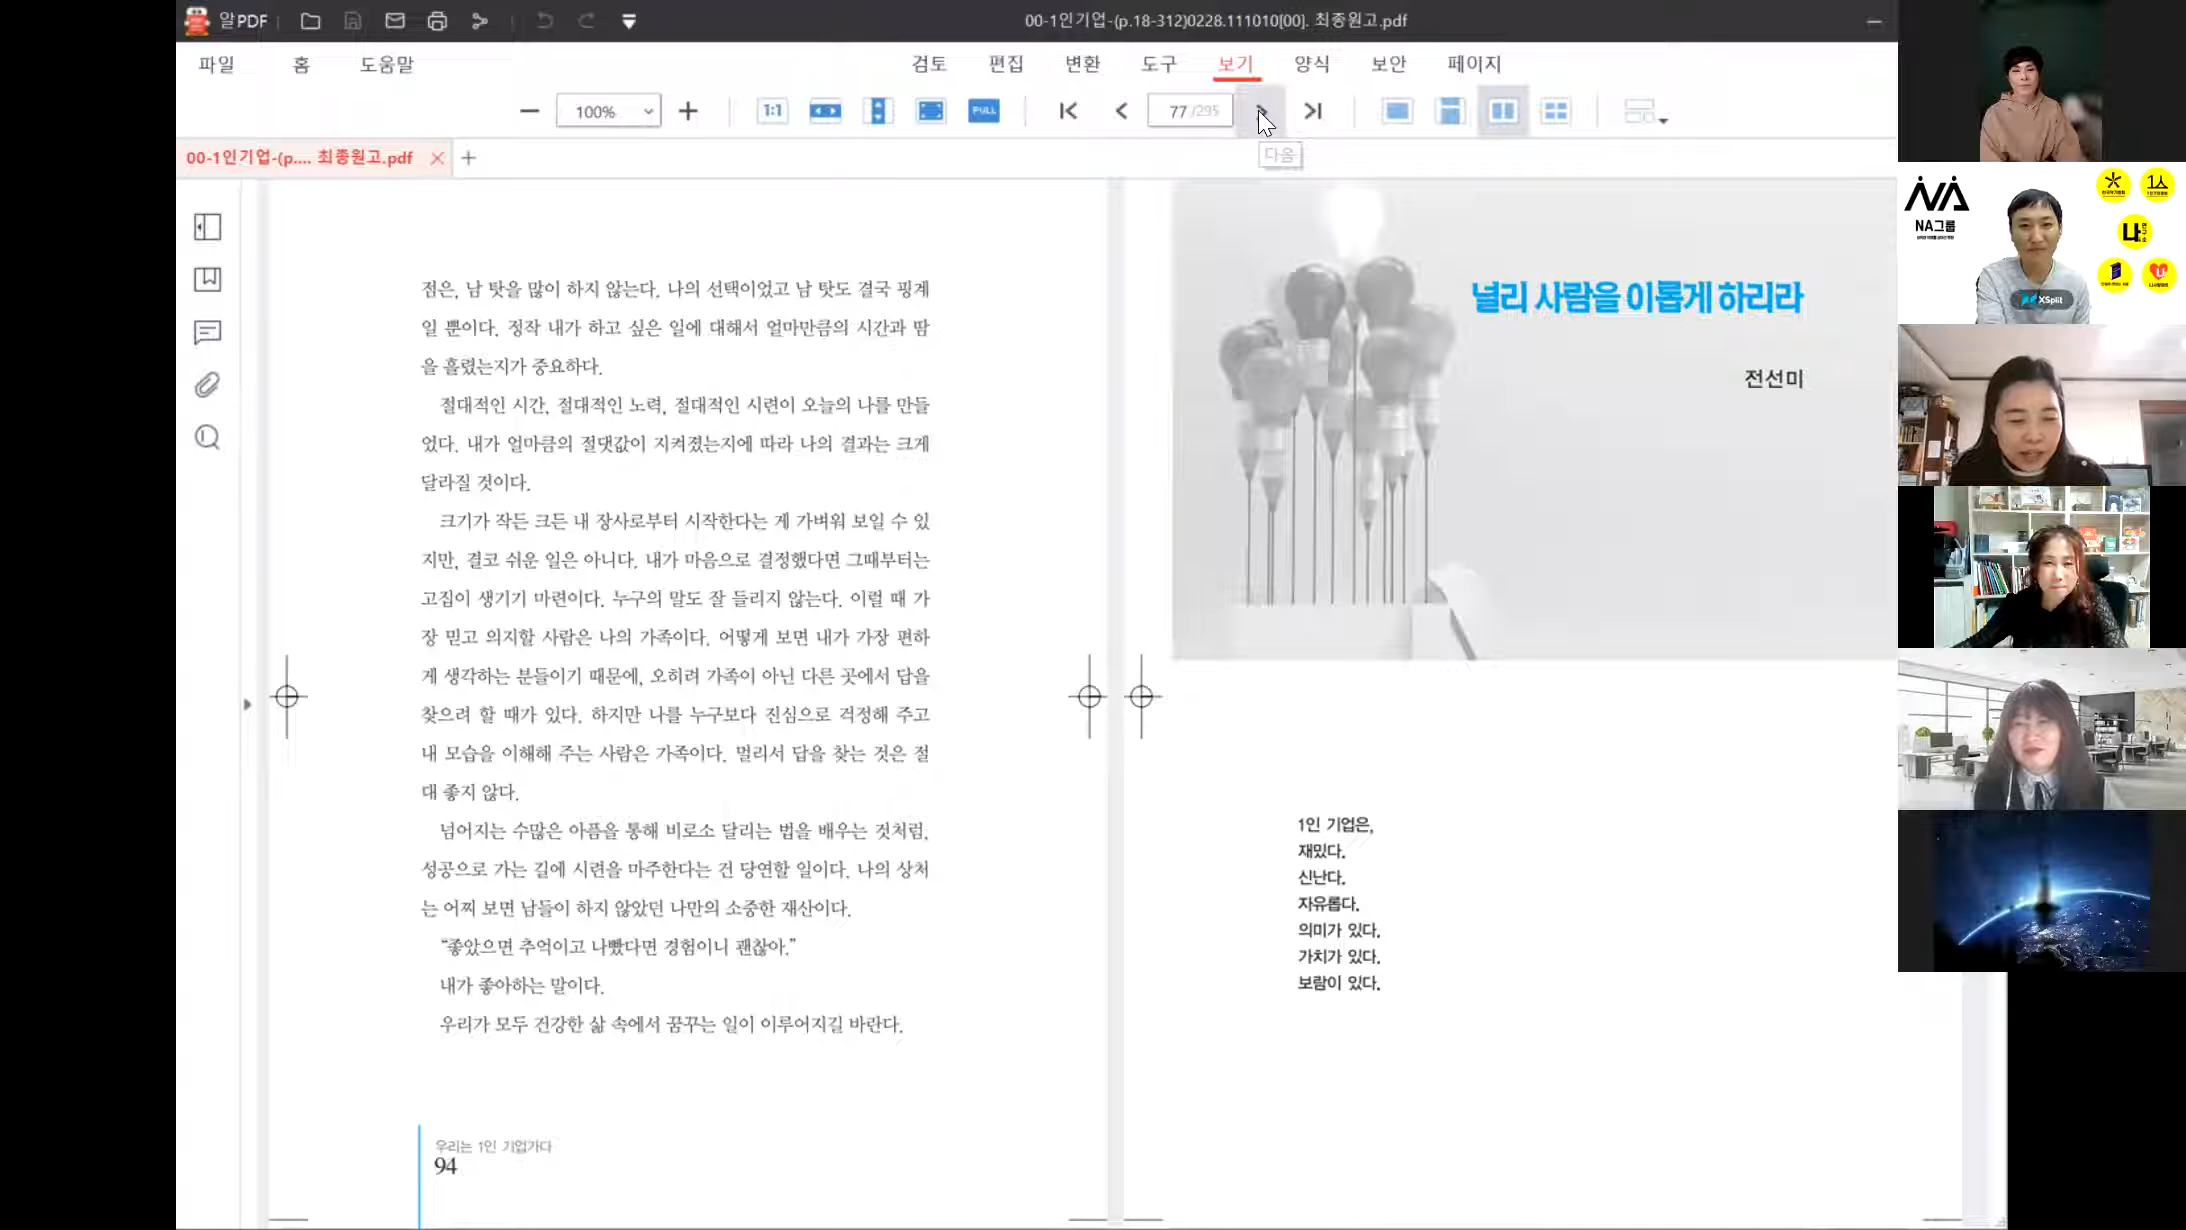 알PDF
00-1인기업-(p.18-312)0228.111010[00]. 최종원고.pdf
파일 홈 도움말 검토 편집 변환 도구 보기 양식 보안 페이지
100% 1:1 FULL 77 /295
다음
00-1인기업-(p.... 최종원고.pdf
점은, 남 탓을 많이 하지 않는다. 나의 선택이었고 남 탓도 결국 핑계
일 뿐이다. 정작 내가 하고 싶은 일에 대해서 얼마만큼의 시간과 땀
을 흘렸는지가 중요하다.
절대적인 시간, 절대적인 노력, 절대적인 시련이 오늘의 나를 만들
었다. 내가 얼마큼의 절댓값이 지켜졌는지에 따라 나의 결과는 크게
달라질 것이다.
크기가 작든 크든 내 장사로부터 시작한다는 게 가벼워 보일 수 있
지만, 결코 쉬운 일은 아니다. 내가 마음으로 결정했다면 그때부터는
고집이 생기기 마련이다. 누구의 말도 잘 들리지 않는다. 이럴 때 가
장 믿고 의지할 사람은 나의 가족이다. 어떻게 보면 내가 가장 편하
게 생각하는 분들이기 때문에, 오히려 가족이 아닌 다른 곳에서 답을
찾으려 할 때가 있다. 하지만 나를 누구보다 진심으로 걱정해 주고
내 모습을 이해해 주는 사람은 가족이다. 멀리서 답을 찾는 것은 절
대 좋지 않다.
넘어지는 수많은 아픔을 통해 비로소 달리는 법을 배우는 것처럼,
성공으로 가는 길에 시련을 마주한다는 건 당연할 일이다. 나의 상처
는 어찌 보면 남들이 하지 않았던 나만의 소중한 재산이다.
“좋았으면 추억이고 나빴다면 경험이니 괜찮아.”
내가 좋아하는 말이다.
우리가 모두 건강한 삶 속에서 꿈꾸는 일이 이루어지길 바란다.
우리는 1인 기업가다
94
널리 사람을 이롭게 하리라
전선미
1인 기업은,
재밌다.
신난다.
자유롭다.
의미가 있다.
가치가 있다.
보람이 있다.
NA그룹
1人
나
XSplit